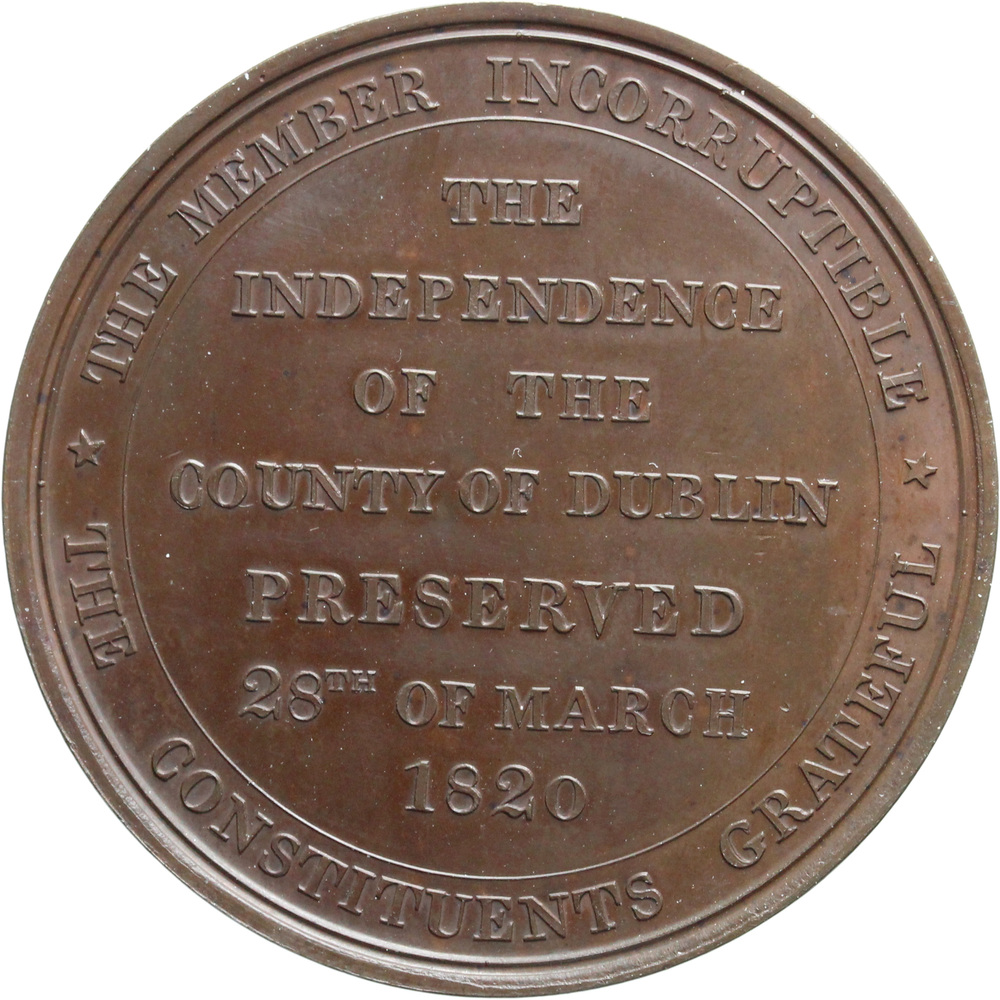 THE MEMBER INCORRUPTIBLE
THE CONSTITUENTS GRATEFUL
THE
INDEPENDENCE
OF THE
COUNTY OF DUBLIN
PRESERVED
28TH OF MARCH
1820